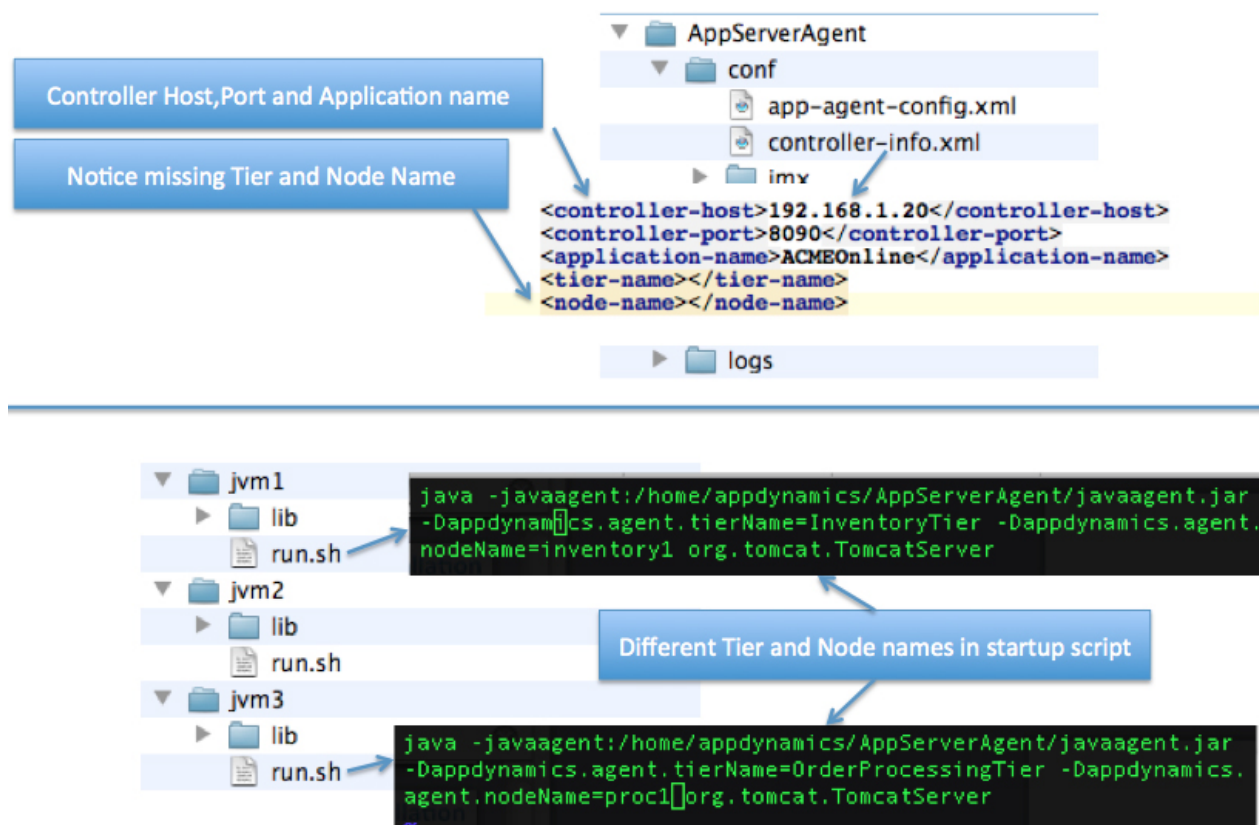 AppServerAgent
conf
app-agent-config.xml
controller-info.xml
jmx
Controller Host,Port and Application name
Notice missing Tier and Node Name
<controller-host>192.168.1.20</controller-host>
<controller-port>8090</controller-port>
<application-name>ACMEOnline</application-name>
<tier-name></tier-name>
<node-name></node-name>
logs
jvm1
lib
run.sh
java -javaagent:/home/appdynamics/AppServerAgent/javaagent.jar
-Dappdynamics.agent.tierName=InventoryTier -Dappdynamics.agent.
nodeName=inventory1 org.tomcat.TomcatServer
jvm2
lib
run.sh
Different Tier and Node names in startup script
jvm3
lib
run.sh
java -javaagent:/home/appdynamics/AppServerAgent/javaagent.jar
-Dappdynamics.agent.tierName=OrderProcessingTier -Dappdynamics.
agent.nodeName=proc1 org.tomcat.TomcatServer